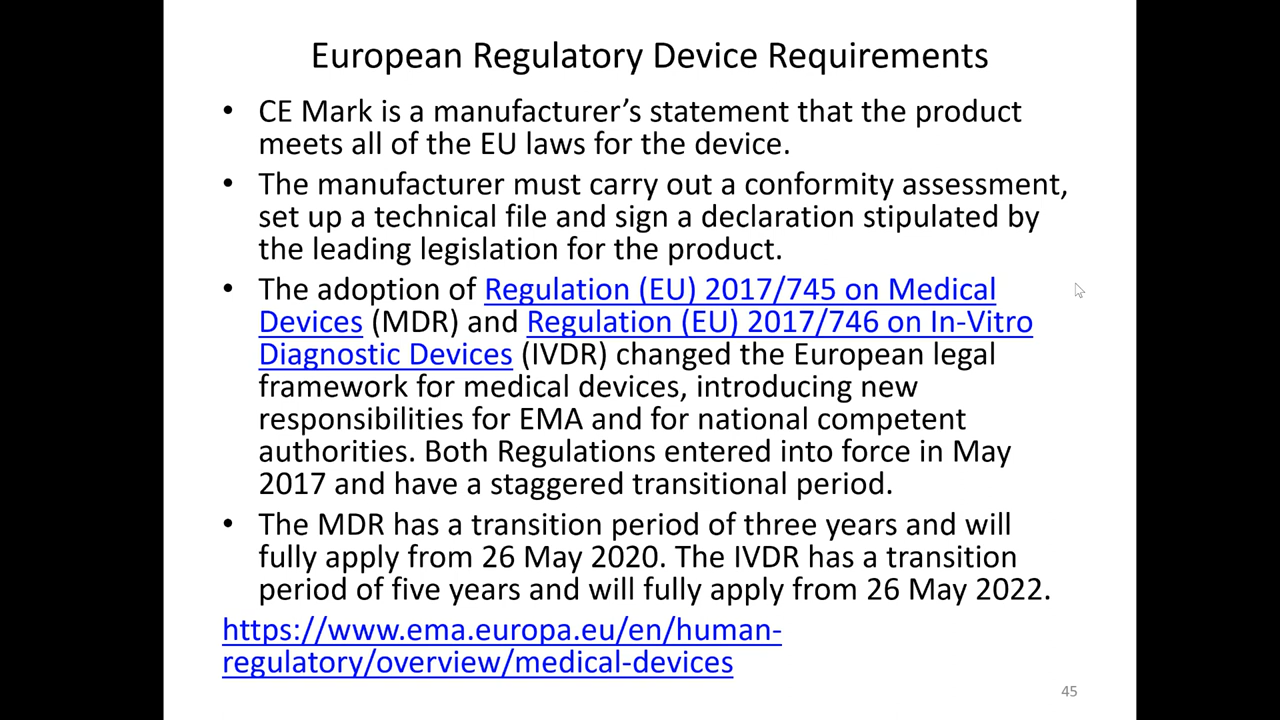 European Regulatory Device Requirements
• CE Mark is a manufacturer’s statement that the product
meets all of the EU laws for the device.
• The manufacturer must carry out a conformity assessment,
set up a technical file and sign a declaration stipulated by
the leading legislation for the product.
• The adoption of Regulation (EU) 2017/745 on Medical
Devices (MDR) and Regulation (EU) 2017/746 on In-Vitro
Diagnostic Devices (IVDR) changed the European legal
framework for medical devices, introducing new
responsibilities for EMA and for national competent
authorities. Both Regulations entered into force in May
2017 and have a staggered transitional period.
• The MDR has a transition period of three years and will
fully apply from 26 May 2020. The IVDR has a transition
period of five years and will fully apply from 26 May 2022.
https://www.ema.europa.eu/en/human-
regulatory/overview/medical-devices
45